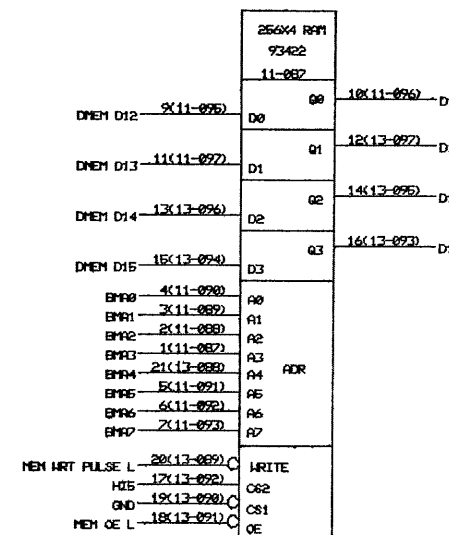 256X4 RAM
93422
11-087
DMEM D12 9(11-095) D0 Q0 10(11-096)
DMEM D13 11(11-097) D1 Q1 12(13-097)
DMEM D14 13(13-096) D2 Q2 14(13-095)
DMEM D15 15(13-094) D3 Q3 16(13-093)
BMA0 4(11-090) A0
BMA1 3(11-089) A1
BMA2 2(11-088) A2
BMA3 1(11-087) A3
BMA4 21(13-088) A4 ADR
BMA5 5(11-091) A5
BMA6 6(11-092) A6
BMA7 7(11-093) A7
MEM WRT PULSE L 20(13-089) WRITE
HI5 17(13-092) CS2
GND 19(13-090) CS1
MEM OE L 18(13-091) OE